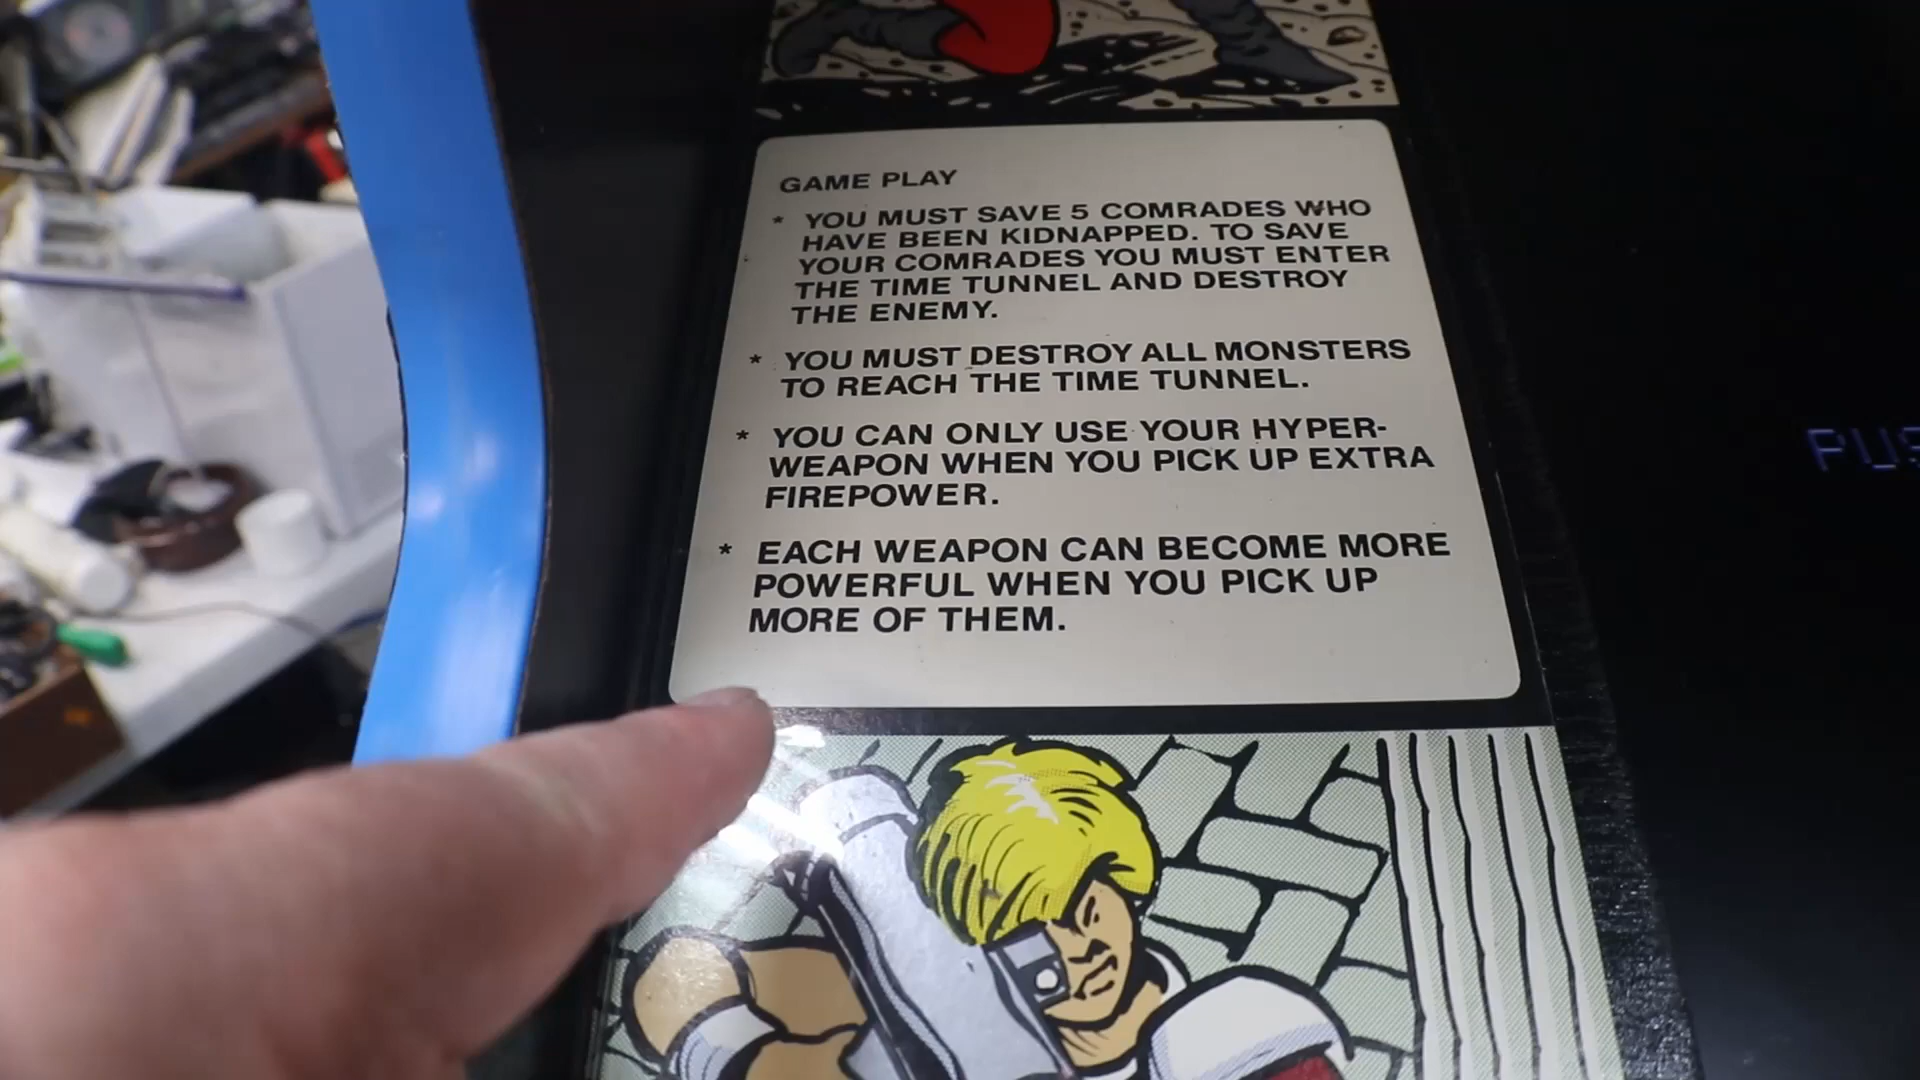 GAME PLAY
* YOU MUST SAVE 5 COMRADES WHO
HAVE BEEN KIDNAPPED. TO SAVE
YOUR COMRADES YOU MUST ENTER
THE TIME TUNNEL AND DESTROY
THE ENEMY.
* YOU MUST DESTROY ALL MONSTERS
TO REACH THE TIME TUNNEL.
* YOU CAN ONLY USE YOUR HYPER-
WEAPON WHEN YOU PICK UP EXTRA
FIREPOWER.
* EACH WEAPON CAN BECOME MORE
POWERFUL WHEN YOU PICK UP
MORE OF THEM.